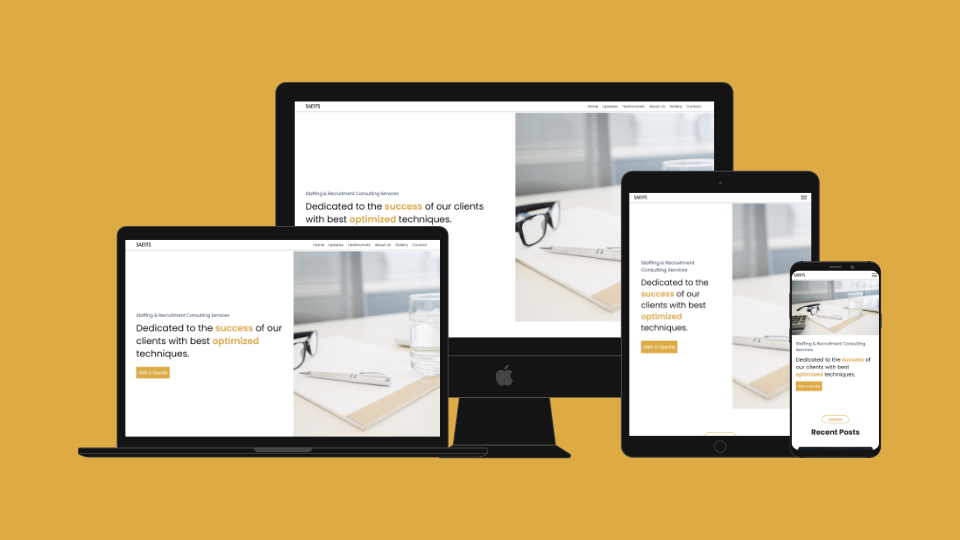 SAEITS
Home Updates Testimonials About Us Gallery Contact
Staffing & Recruitment Consulting Services
Dedicated to the success of our clients
with best optimized techniques.
SAEITS
Home Updates Testimonials About Us Gallery Contact
Staffing & Recruitment Consulting Services
Dedicated to the success of our
clients with best optimized
techniques.
Get a Quote
SAEITS
Staffing & Recruitment
Consulting Services
Dedicated to the
success of our
clients with best
optimized
techniques.
Get a Quote
SAEITS
Staffing & Recruitment Consulting
Services
Dedicated to the success of
our clients with best
optimized techniques.
Get a Quote
Recent Posts